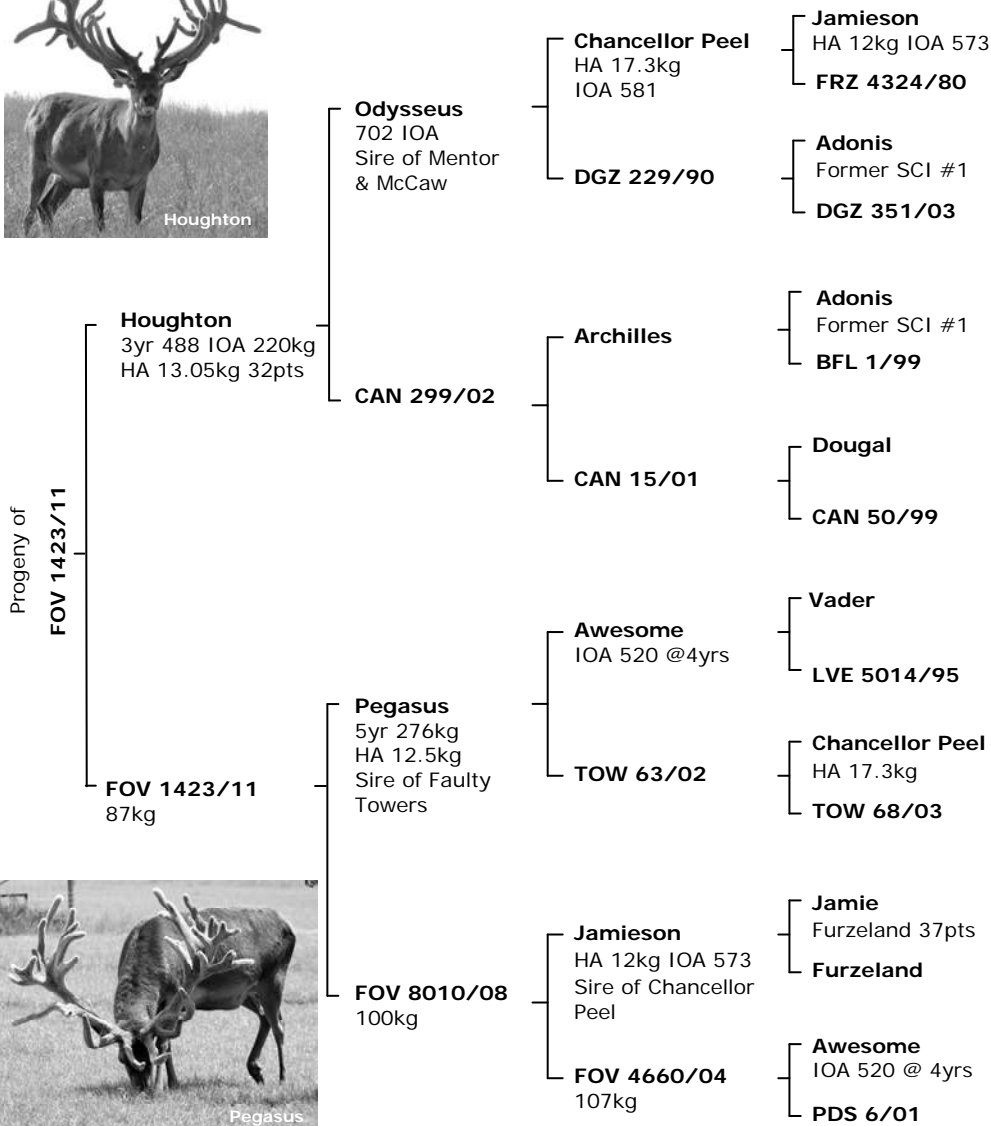 Houghton
Progeny of
FOV 1423/11
Houghton
3yr 488 IOA 220kg
HA 13.05kg 32pts
Odysseus
702 IOA
Sire of Mentor
& McCaw
Chancellor Peel
HA 17.3kg
IOA 581
Jamieson
HA 12kg IOA 573
FRZ 4324/80
DGZ 229/90
Adonis
Former SCI #1
DGZ 351/03
CAN 299/02
Archilles
Adonis
Former SCI #1
BFL 1/99
CAN 15/01
Dougal
CAN 50/99
FOV 1423/11
87kg
Pegasus
5yr 276kg
HA 12.5kg
Sire of Faulty
Towers
Awesome
IOA 520 @4yrs
Vader
LVE 5014/95
TOW 63/02
Chancellor Peel
HA 17.3kg
TOW 68/03
FOV 8010/08
100kg
Jamieson
HA 12kg IOA 573
Sire of Chancellor
Peel
Jamie
Furzeland 37pts
Furzeland
FOV 4660/04
107kg
Awesome
IOA 520 @ 4yrs
PDS 6/01
Pegasus